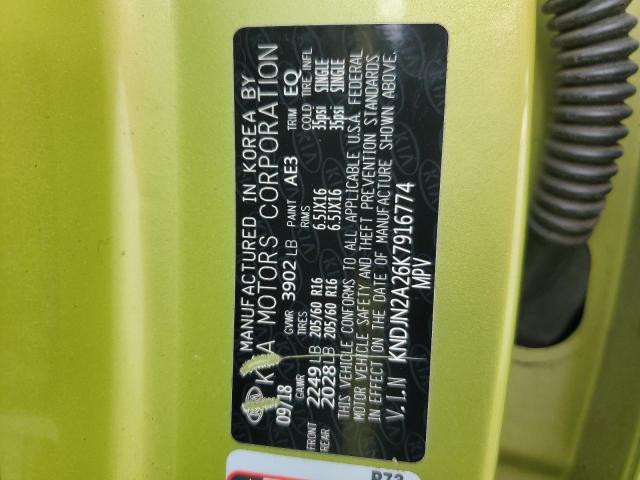 MANUFACTURED IN KOREA BY
KIA MOTORS CORPORATION
09/18 GVWR 3902 LB PAINT AE3 TRIM EQ
GAWR TIRES RIMS COLD TIRE INFL
FRONT 2249 LB 205/60 R16 6.5JX16 35psi SINGLE
REAR 2028 LB 205/60 R16 6.5JX16 35psi SINGLE
THIS VEHICLE CONFORMS TO ALL APPLICABLE U.S.A. FEDERAL
MOTOR VEHICLE SAFETY AND THEFT PREVENTION STANDARDS
IN EFFECT ON THE DATE OF MANUFACTURE SHOWN ABOVE.
V.I.N KNDJN2A26K7916774
MPV